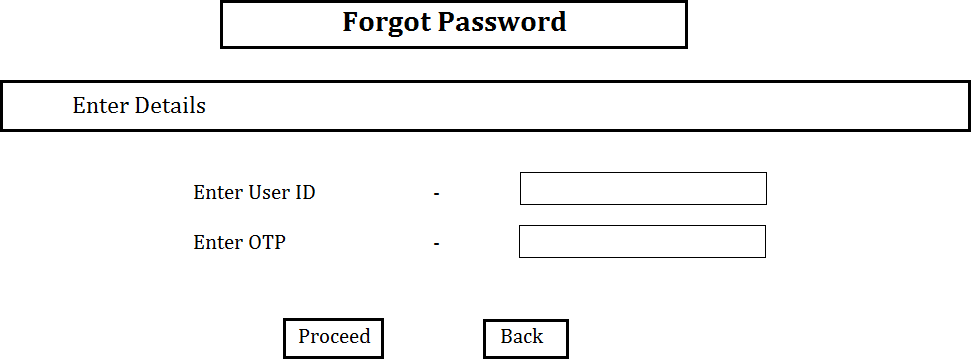 Forgot Password
Enter Details
Enter User ID -
Enter OTP -
Proceed Back